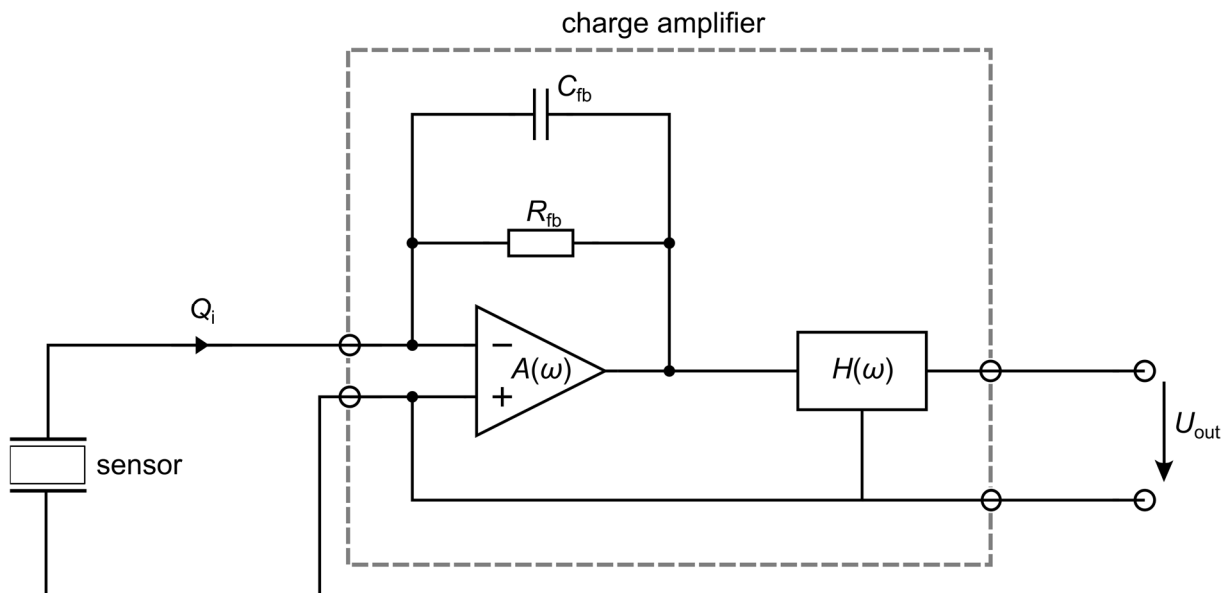 charge amplifier
C_fb
R_fb
Q_i
−
A(ω)
+
H(ω)
U_out
sensor